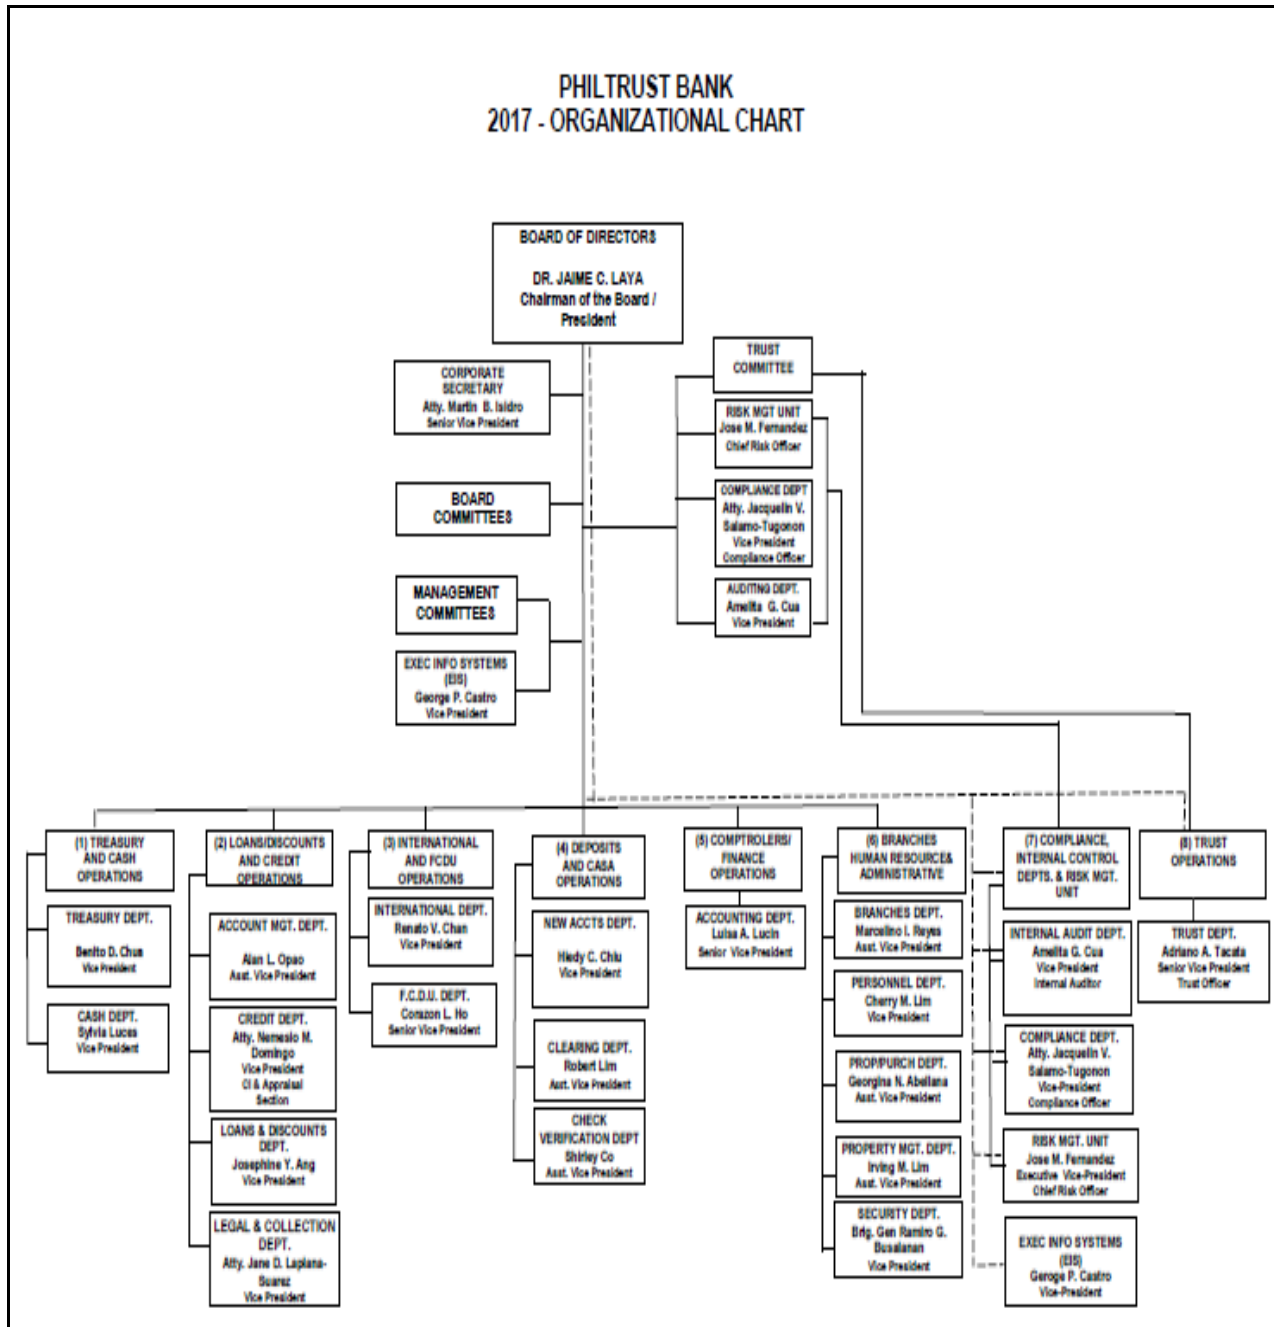 PHILTRUST BANK
2017 - ORGANIZATIONAL CHART
BOARD OF DIRECTORS
DR. JAIME C. LAYA
Chairman of the Board /
President
CORPORATE
SECRETARY
Atty. Martin B. Isidro
Senior Vice President
BOARD
COMMITTEES
MANAGEMENT
COMMITTEES
EXEC INFO SYSTEMS
(EIS)
George P. Castro
Vice President
TRUST
COMMITTEE
RISK MGT UNIT
Jose M. Fernandez
Chief Risk Officer
COMPLIANCE DEPT
Atty. Jacquelin V.
Salamo-Tugonon
Vice President
Compliance Officer
AUDITING DEPT.
Amelita G. Cua
Vice President
(1) TREASURY
AND CASH
OPERATIONS
TREASURY DEPT.
Benito D. Chua
Vice President
CASH DEPT.
Sylvia Lucas
Vice President
(2) LOANS/DISCOUNTS
AND CREDIT
OPERATIONS
ACCOUNT MGT. DEPT.
Alan L. Opao
Asst. Vice President
CREDIT DEPT.
Atty. Nemesio M.
Domingo
Vice President
CI & Appraisal
Section
LOANS & DISCOUNTS
DEPT.
Josephine Y. Ang
Vice President
LEGAL & COLLECTION
DEPT.
Atty. Jane D. Laplana-
Suarez
Vice President
(3) INTERNATIONAL
AND FCDU
OPERATIONS
INTERNATIONAL DEPT.
Renato V. Chan
Vice President
F.C.D.U. DEPT.
Corazon L. Ho
Senior Vice President
(4) DEPOSITS
AND CASA
OPERATIONS
NEW ACCTS DEPT.
Hiedy C. Chiu
Vice President
CLEARING DEPT.
Robert Lim
Asst. Vice President
CHECK
VERIFICATION DEPT
Shirley Co
Asst. Vice President
(5) COMPTROLERS/
FINANCE
OPERATIONS
ACCOUNTING DEPT.
Luisa A. Lucin
Senior Vice President
(6) BRANCHES
HUMAN RESOURCE&
ADMINISTRATIVE
BRANCHES DEPT.
Marcelino I. Reyes
Asst. Vice President
PERSONNEL DEPT.
Cherry M. Lim
Vice President
PROP/PURCH DEPT.
Georgina N. Abellana
Asst. Vice President
PROPERTY MGT. DEPT.
Irving M. Lim
Asst. Vice President
SECURITY DEPT.
Brig. Gen Ramiro G.
Busalanan
Vice President
(7) COMPLIANCE,
INTERNAL CONTROL
DEPTS. & RISK MGT.
UNIT
INTERNAL AUDIT DEPT.
Amelita G. Cua
Vice President
Internal Auditor
COMPLIANCE DEPT.
Atty. Jacquelin V.
Salamo-Tugonon
Vice-President
Compliance Officer
RISK MGT. UNIT
Jose M. Fernandez
Executive Vice-President
Chief Risk Officer
EXEC INFO SYSTEMS
(EIS)
Geroge P. Castro
Vice-President
(8) TRUST
OPERATIONS
TRUST DEPT.
Adriano A. Tacata
Senior Vice President
Trust Officer